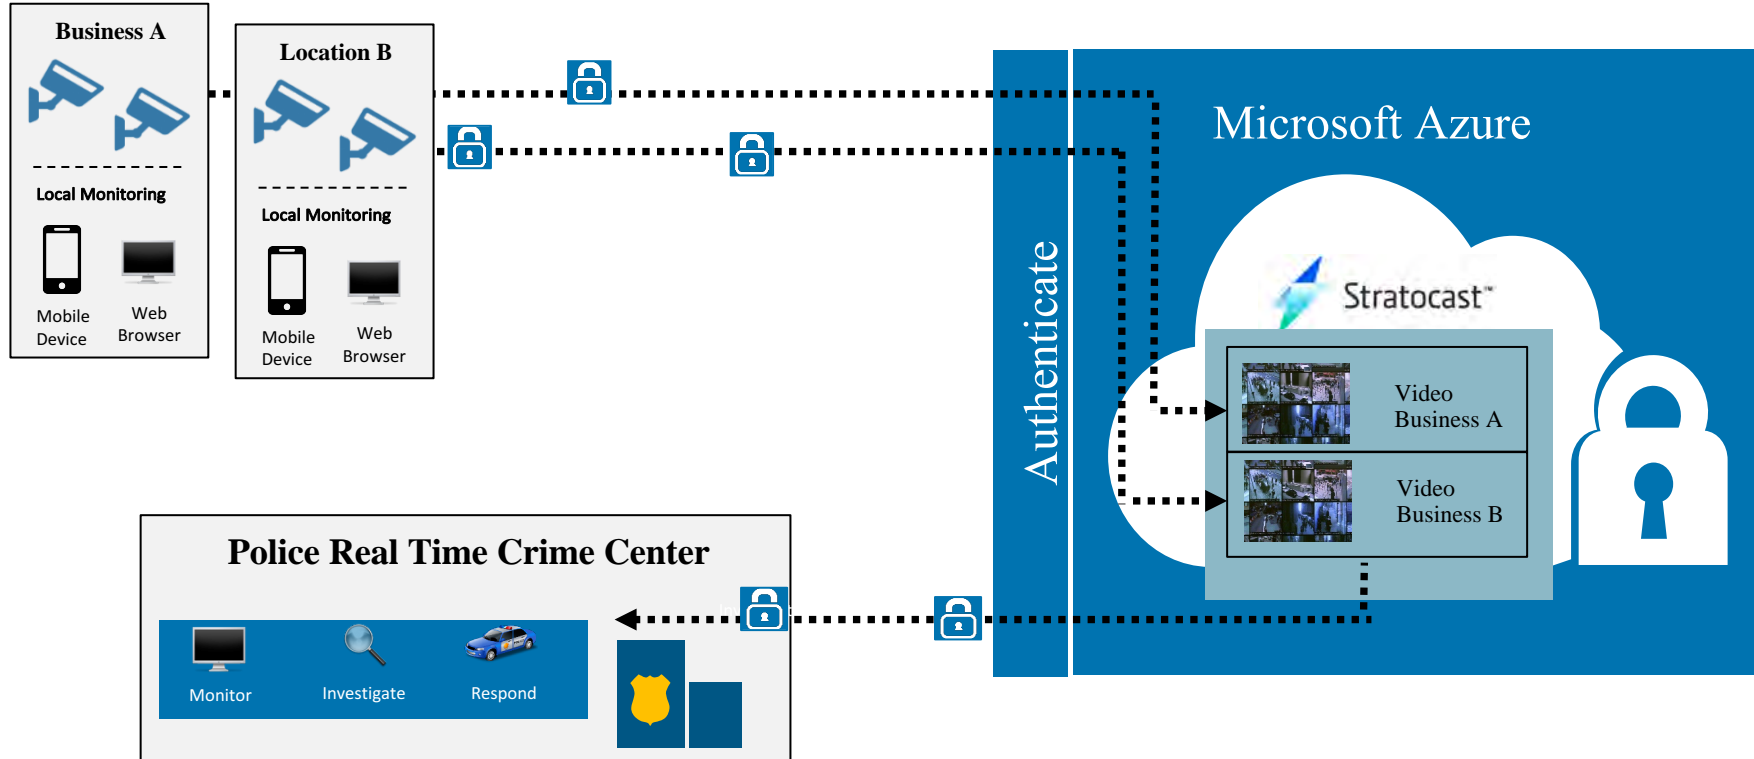 Business A
Local Monitoring
Mobile
Device
Web
Browser
Location B
Local Monitoring
Mobile
Device
Web
Browser
Authenticate
Microsoft Azure
Stratocast™
Video
Business A
Video
Business B
Police Real Time Crime Center
Monitor
Investigate
Respond